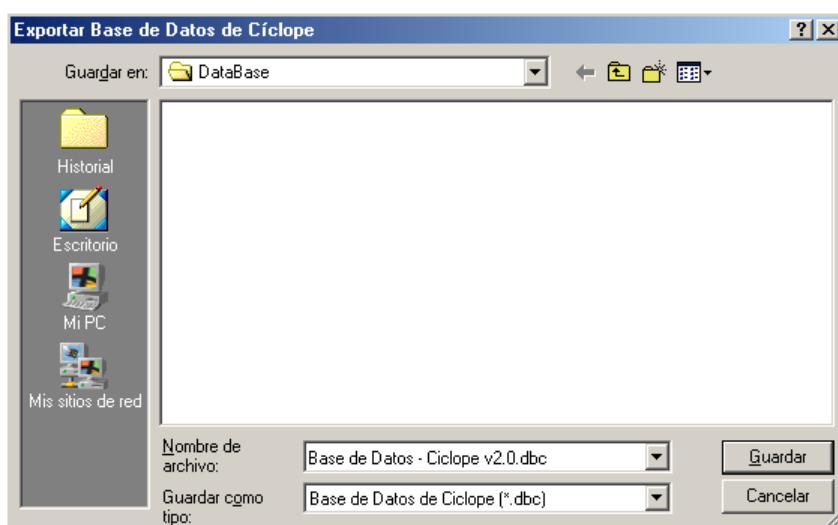 Exportar Base de Datos de Cíclope
Guardar en: DataBase
Historial
Escritorio
Mi PC
Mis sitios de red
Nombre de
archivo: Base de Datos - Ciclope v2.0.dbc Guardar
Guardar como
tipo: Base de Datos de Ciclope (*.dbc) Cancelar